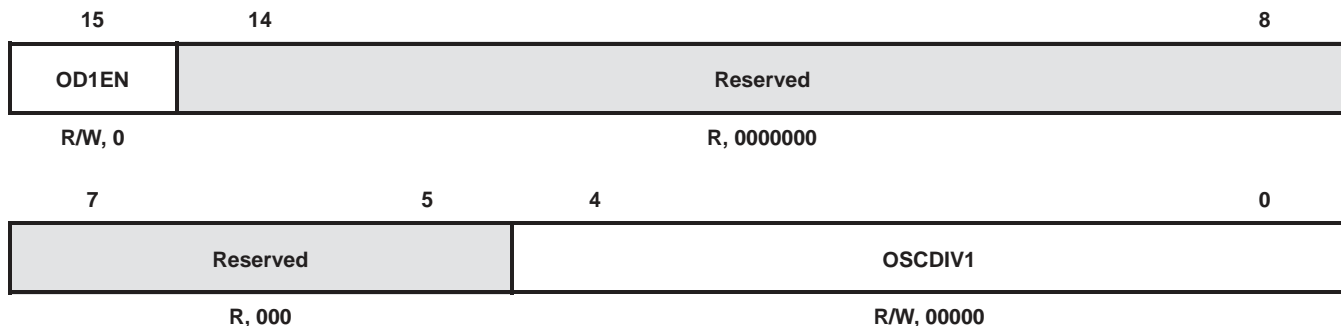 15 14 8
OD1EN Reserved
R/W, 0 R, 0000000
7 5 4 0
Reserved OSCDIV1
R, 000 R/W, 00000